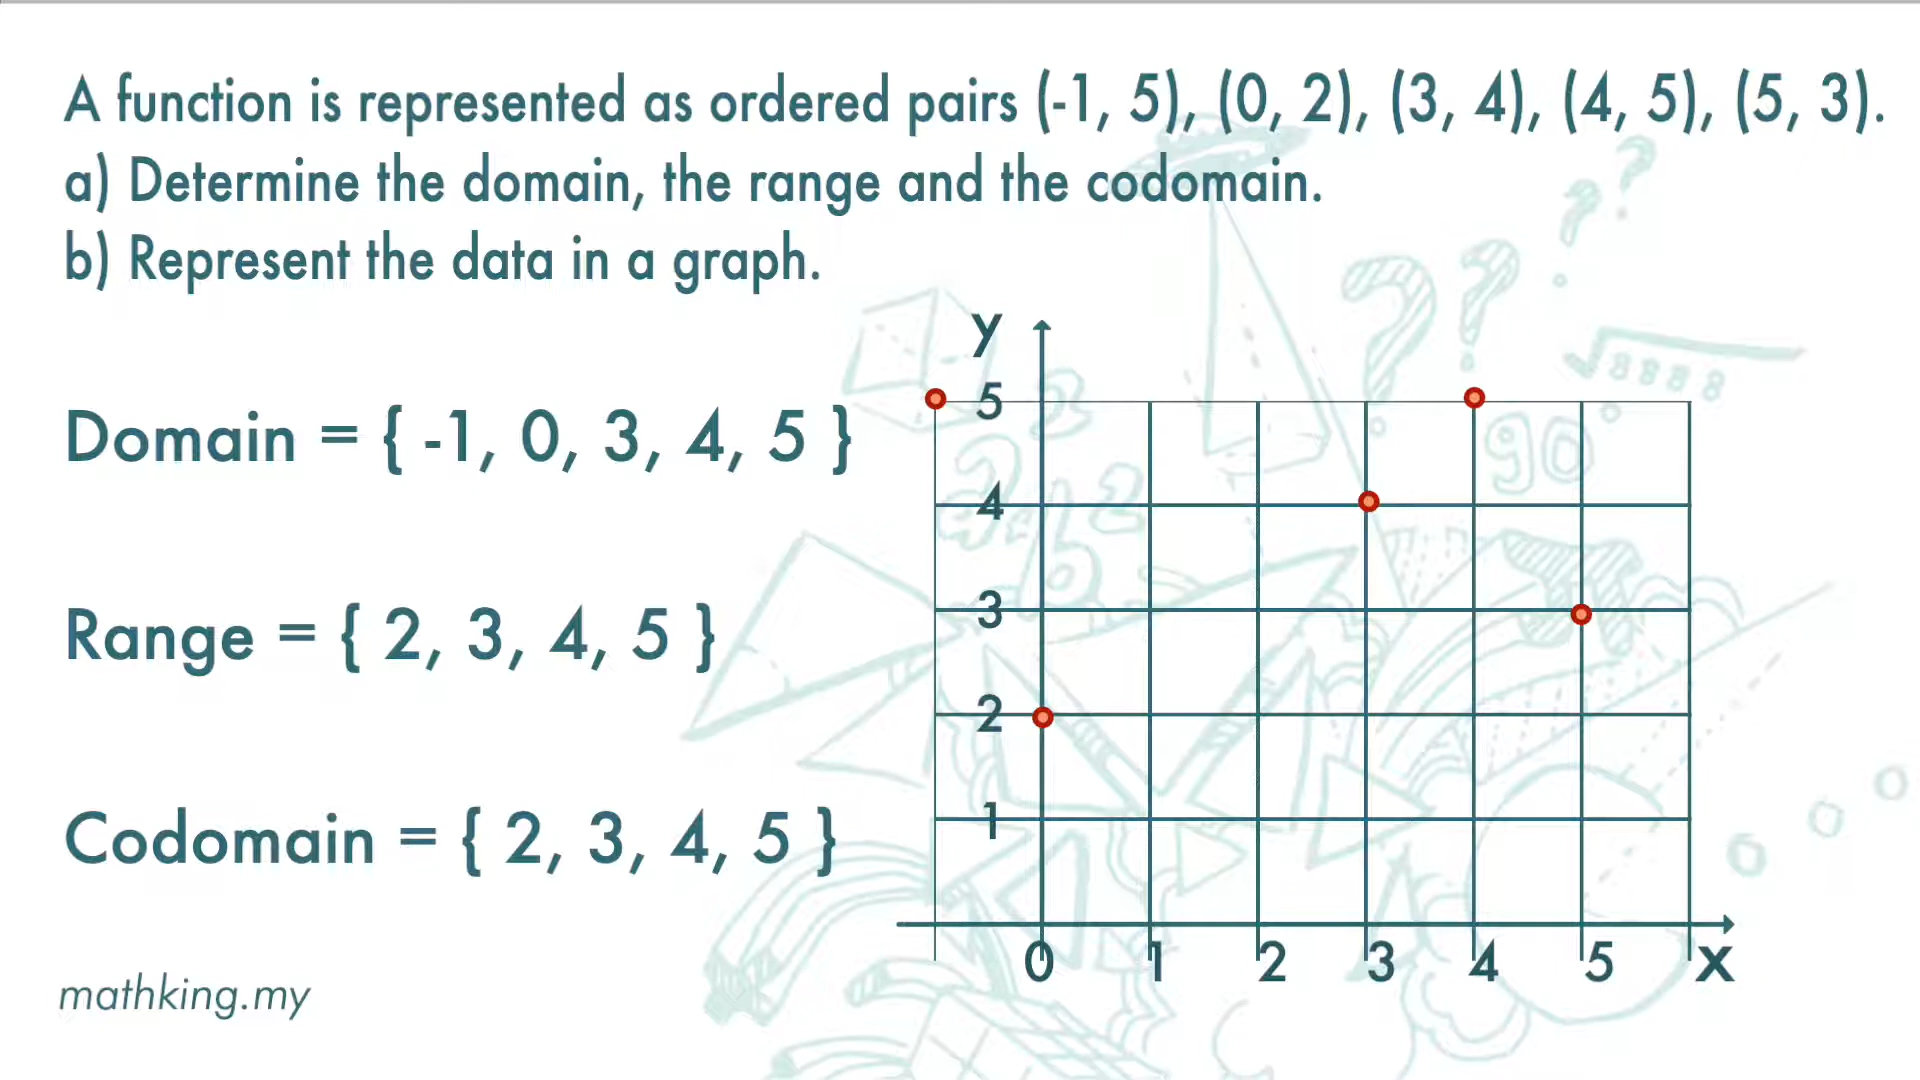 A function is represented as ordered pairs (-1, 5), (0, 2), (3, 4), (4, 5), (5, 3).
a) Determine the domain, the range and the codomain.
b) Represent the data in a graph.
Domain = { -1, 0, 3, 4, 5 }
Range = { 2, 3, 4, 5 }
Codomain = { 2, 3, 4, 5 }
mathking.my
y
5
4
3
2
1
0 1 2 3 4 5 x